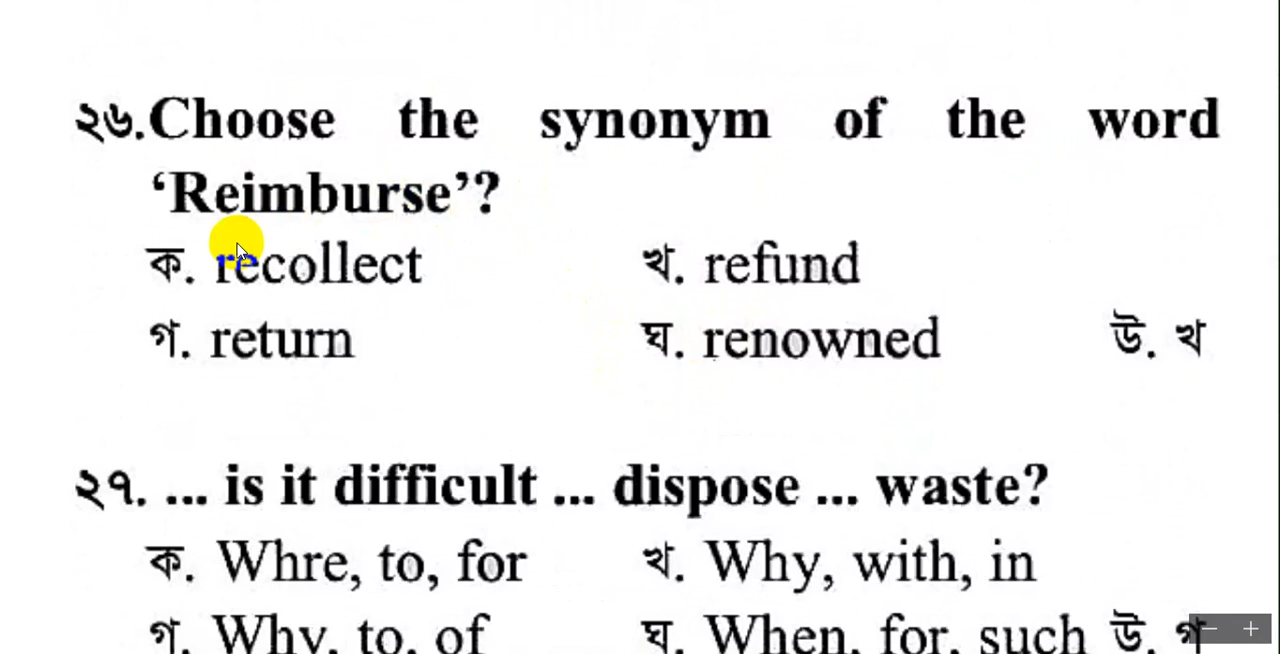 ২৬.Choose the synonym of the word
‘Reimburse’?
ক. recollect খ. refund
গ. return ঘ. renowned উ. খ
২৭. ... is it difficult ... dispose ... waste?
ক. Whre, to, for খ. Why, with, in
গ. Why, to, of ঘ. When, for, such উ. গ